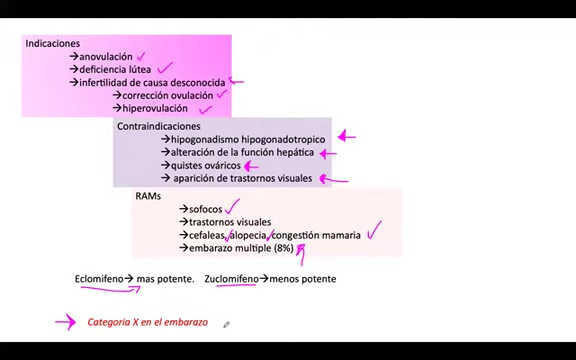 Indicaciones
→anovulación
→deficiencia lútea
→infertilidad de causa desconocida
→corrección ovulación
→hiperovulación
Contraindicaciones
→hipogonadismo hipogonadotropico
→alteración de la función hepática
→quistes ováricos
→ aparición de trastornos visuales
RAMs
→sofocos
→trastornos visuales
→cefaleas, alopecia, congestión mamaria
→embarazo multiple (8%)
Eclomifeno→ mas potente. Zuclomifeno→menos potente
Categoria X en el embarazo